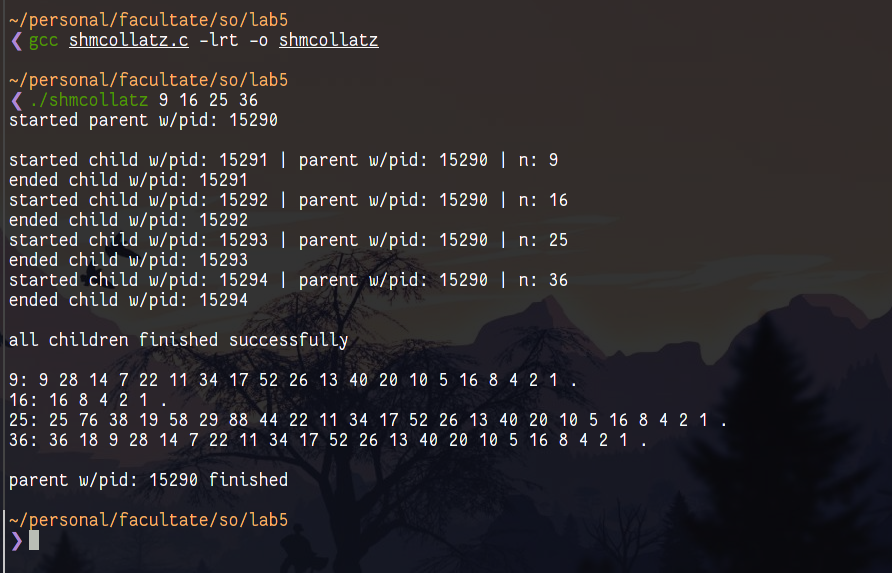 ~/personal/facultate/so/lab5
❮ gcc shmcollatz.c -lrt -o shmcollatz
~/personal/facultate/so/lab5
❮ ./shmcollatz 9 16 25 36
started parent w/pid: 15290
started child w/pid: 15291 | parent w/pid: 15290 | n: 9
ended child w/pid: 15291
started child w/pid: 15292 | parent w/pid: 15290 | n: 16
ended child w/pid: 15292
started child w/pid: 15293 | parent w/pid: 15290 | n: 25
ended child w/pid: 15293
started child w/pid: 15294 | parent w/pid: 15290 | n: 36
ended child w/pid: 15294
all children finished successfully
9: 9 28 14 7 22 11 34 17 52 26 13 40 20 10 5 16 8 4 2 1 .
16: 16 8 4 2 1 .
25: 25 76 38 19 58 29 88 44 22 11 34 17 52 26 13 40 20 10 5 16 8 4 2 1 .
36: 36 18 9 28 14 7 22 11 34 17 52 26 13 40 20 10 5 16 8 4 2 1 .
parent w/pid: 15290 finished
~/personal/facultate/so/lab5
❯